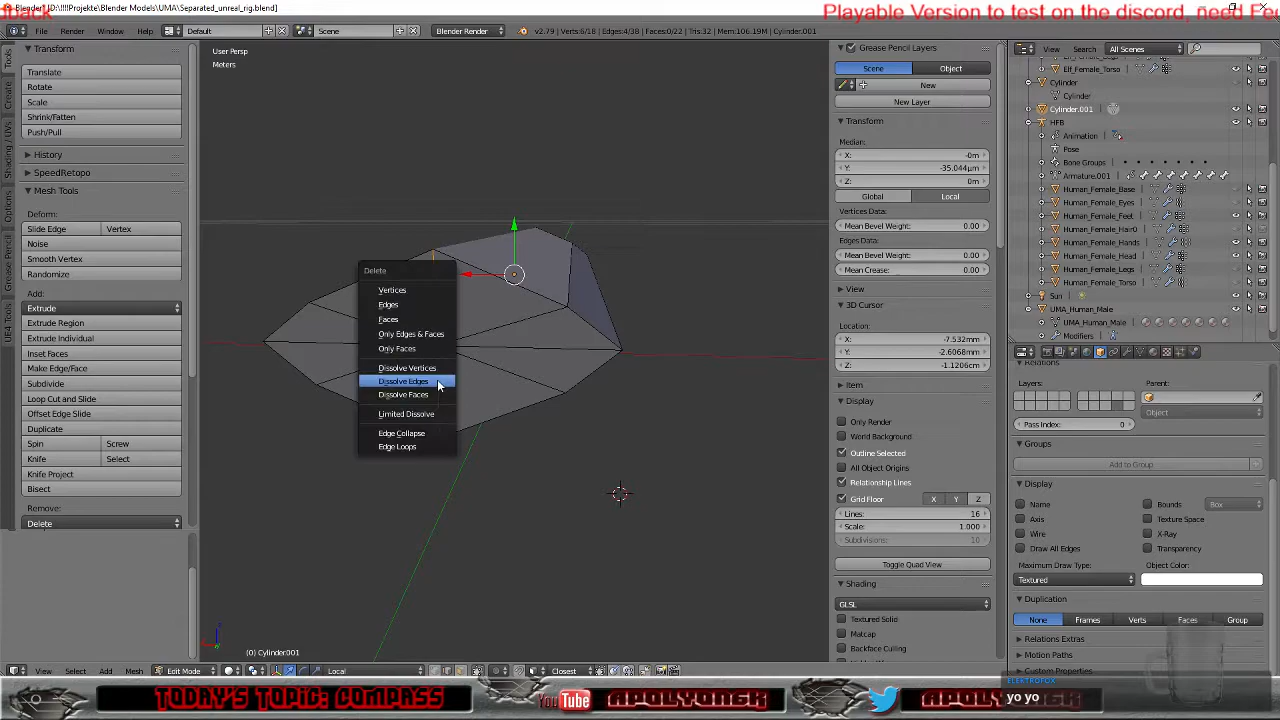 Blender* [D:\!!!!Projekte\Blender Models\UMA\Separated_unreal_rig.blend]
dback
Playable Version to test on the discord, need Fee
File
Render
Window
Help
Default
Scene
Blender Render
v2.79 | Verts:6/18 | Edges:4/38 | Faces:0/22 | Tris:32 | Mem:106.19M | Cylinder.001
Tools
Create
Shading / UVs
Options
Grease Pencil
UE4 Tools
Transform
Translate
Rotate
Scale
Shrink/Fatten
Push/Pull
History
SpeedRetopo
Mesh Tools
Deform:
Slide Edge
Vertex
Noise
Smooth Vertex
Randomize
Add:
Extrude
Extrude Region
Extrude Individual
Inset Faces
Make Edge/Face
Subdivide
Loop Cut and Slide
Offset Edge Slide
Duplicate
Spin
Screw
Knife
Select
Knife Project
Bisect
Remove:
Delete
User Persp
Meters
Delete
Vertices
Edges
Faces
Only Edges & Faces
Only Faces
Dissolve Vertices
Dissolve Edges
Dissolve Faces
Limited Dissolve
Edge Collapse
Edge Loops
(0) Cylinder.001
View
Select
Add
Mesh
Edit Mode
Local
Closest
Grease Pencil Layers
Scene
Object
New
New Layer
Transform
Median:
X: -0m
Y: -35.044µm
Z: 0m
Global
Local
Vertices Data:
Mean Bevel Weight: 0.00
Edges Data:
Mean Bevel Weight: 0.00
Mean Crease: 0.00
View
3D Cursor
Location:
X: -7.532mm
Y: -2.6068mm
Z: -1.1206mm
Item
Display
Only Render
World Background
Outline Selected
All Object Origins
Relationship Lines
Grid Floor
X
Y
Z
Lines: 16
Scale: 1.000
Subdivisions: 10
Toggle Quad View
Shading
GLSL
Textured Solid
Matcap
Backface Culling
View
Search
All Scenes
Elf_Female_Torso
Cylinder
Cylinder
Cylinder.001
HFB
Animation
Pose
Bone Groups
Armature.001
Human_Female_Base
Human_Female_Eyes
Human_Female_Feet
Human_Female_Hair0
Human_Female_Hands
Human_Female_Head
Human_Female_Legs
Human_Female_Torso
Sun
UMA_Human_Male
UMA_Human_Male
Modifiers
Relations
Layers:
Parent:
Object
Pass Index: 0
Groups
Add to Group
Display
Name
Axis
Wire
Draw All Edges
Bounds
Box
Texture Space
X-Ray
Transparency
Maximum Draw Type:
Textured
Object Color:
Duplication
None
Frames
Verts
Faces
Group
Relations Extras
Motion Paths
Custom Properties
ELEKTROFOX
yo yo
TODAY'S TOPIC: COMPASS
YouTube